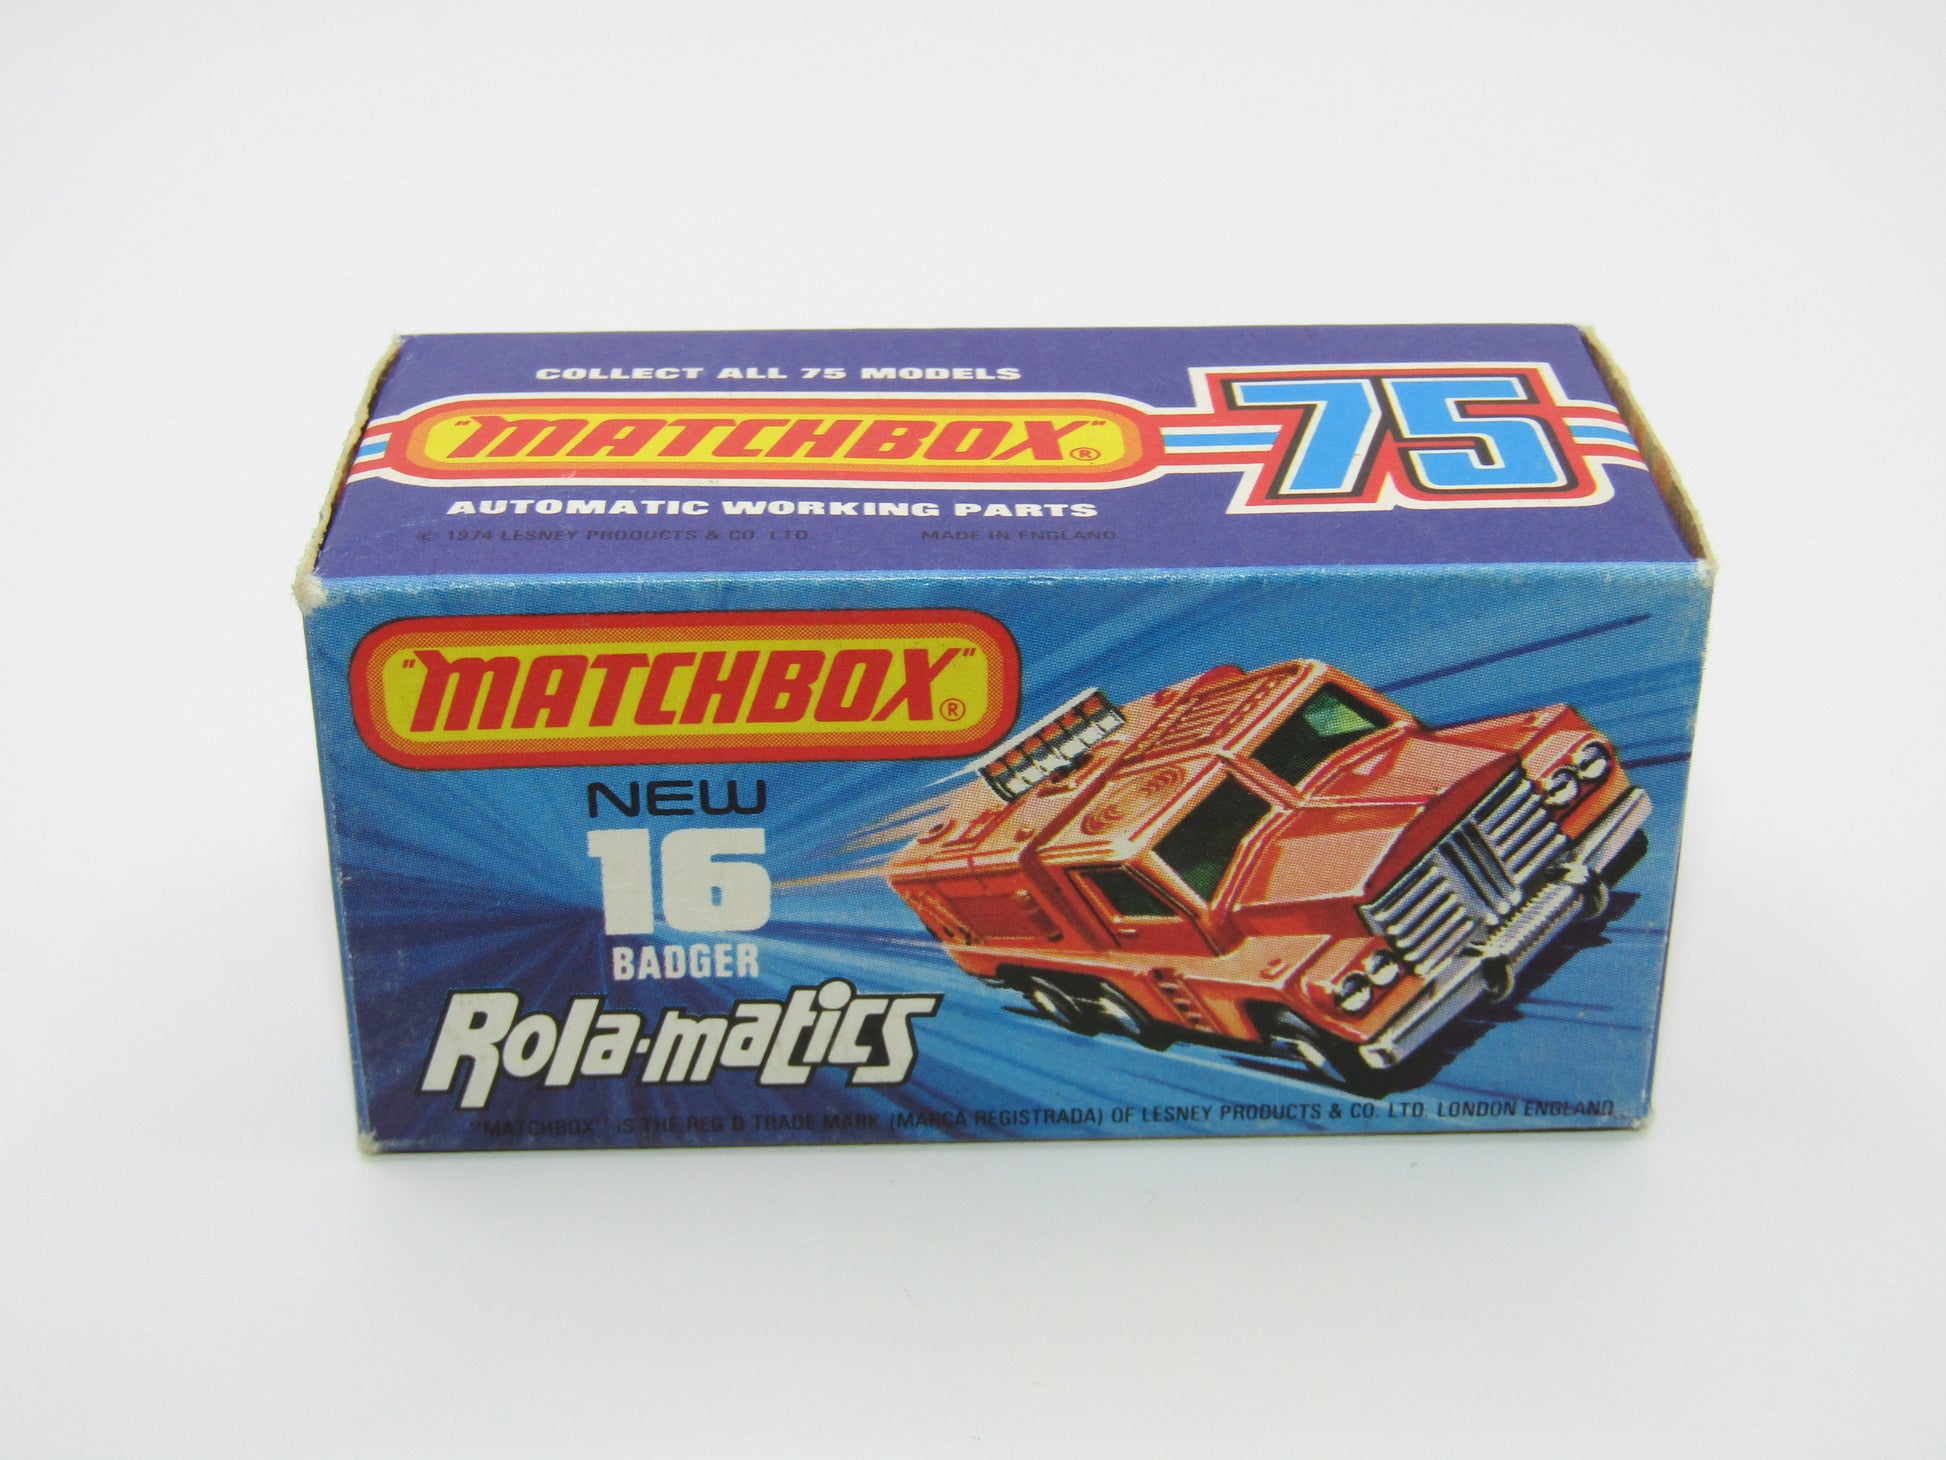 COLLECT ALL 75 MODELS
"MATCHBOX"® 75
AUTOMATIC WORKING PARTS
© 1974 LESNEY PRODUCTS & CO. LTD. MADE IN ENGLAND
"MATCHBOX"®
NEW
16
BADGER
Rola-matics
"MATCHBOX" IS THE REG'D TRADE MARK (MARCA REGISTRADA) OF LESNEY PRODUCTS & CO. LTD. LONDON ENGLAND